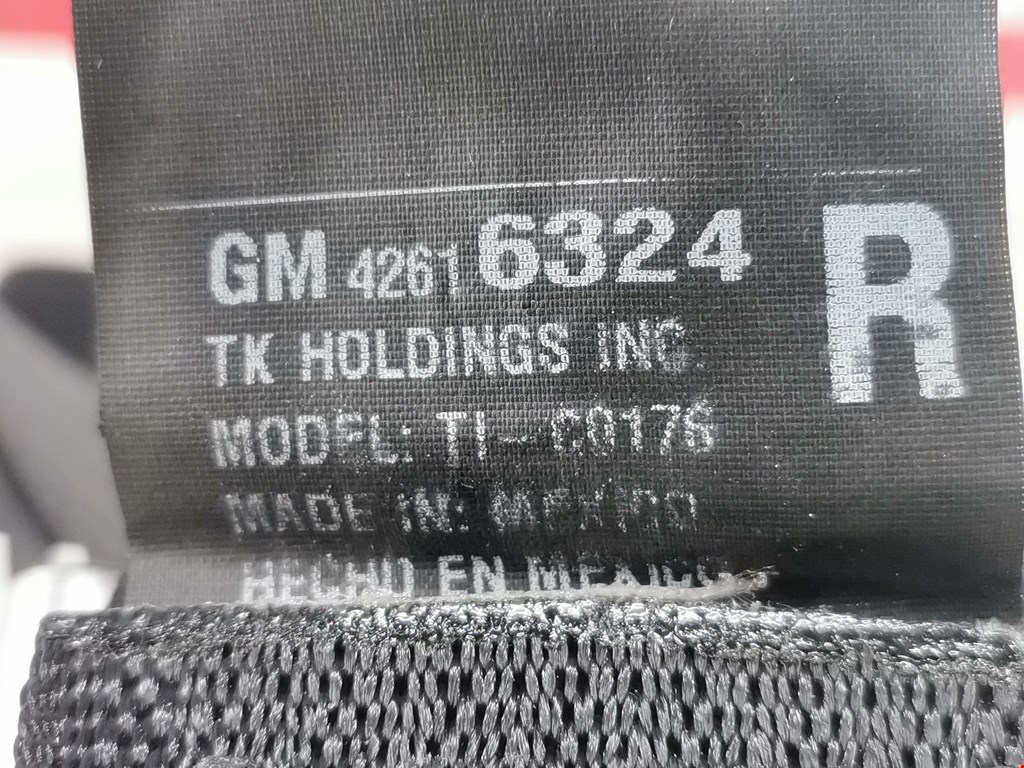 GM 4261 6324 R
TK HOLDINGS INC.
MODEL: TI-C0176
MADE IN: MEXICO
HECHO EN MEXICO